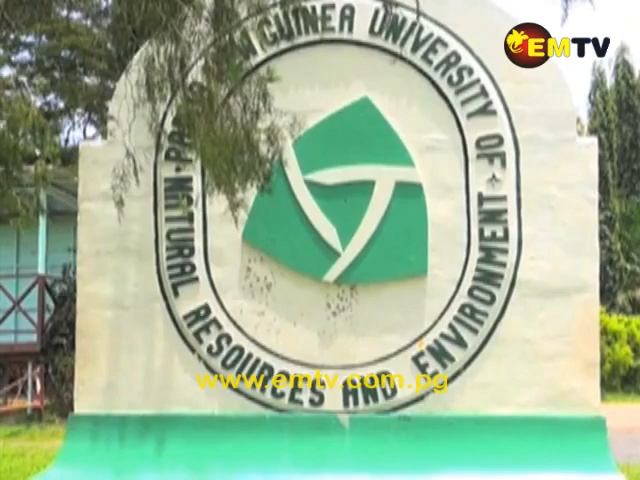 EMTV
GUINEA UNIVERSITY OF
NATURAL RESOURCES AND ENVIRONMENT
www.emtv.com.pg